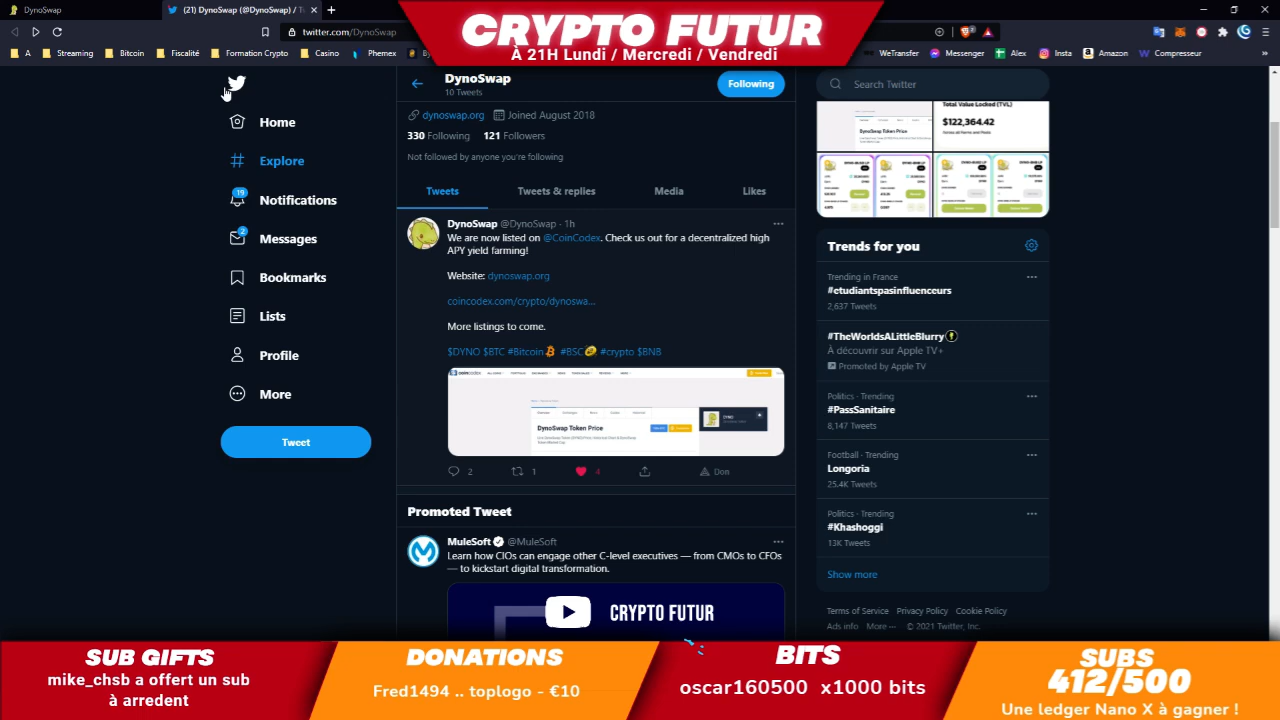 DynoSwap
(21) DynoSwap (@DynoSwap) / T
twitter.com/DynoSwap
CRYPTO FUTUR
À 21H Lundi / Mercredi / Vendredi
A
Streaming
Bitcoin
Fiscalité
Formation Crypto
Casino
Phemex
WeTransfer
Messenger
Alex
Insta
Amazon
Compresseur
Home
Explore
19
Notifications
2
Messages
Bookmarks
Lists
Profile
More
Tweet
DynoSwap
10 Tweets
Following
dynoswap.org Joined August 2018
330 Following 121 Followers
Not followed by anyone you're following
Tweets
Tweets & replies
Media
Likes
DynoSwap @DynoSwap · 1h
We are now listed on @CoinCodex. Check us out for a decentralized high
APY yield farming!
Website: dynoswap.org
coincodex.com/crypto/dynoswa...
More listings to come.
$DYNO $BTC #Bitcoin #BSC #crypto $BNB
DynoSwap Token Price
2
1
4
Don
Promoted Tweet
MuleSoft @MuleSoft
Learn how CIOs can engage other C-level executives — from CMOs to CFOs
— to kickstart digital transformation.
CRYPTO FUTUR
Search Twitter
DynoSwap Token Price
Total Value Locked (TVL)
$122,364.42
Trends for you
Trending in France
#etudiantspasinfluenceurs
2,637 Tweets
#TheWorldsALittleBlurry
À découvrir sur Apple TV+
Promoted by Apple TV
Politics · Trending
#PassSanitaire
8,147 Tweets
Football · Trending
Longoria
25.4K Tweets
Politics · Trending
#Khashoggi
13K Tweets
Show more
Terms of Service Privacy Policy Cookie Policy
Ads info More ··· © 2021 Twitter, Inc.
SUB GIFTS
mike_chsb a offert un sub
à arredent
DONATIONS
Fred1494 .. toplogo - €10
BITS
oscar160500 x1000 bits
SUBS
412/500
Une ledger Nano X à gagner !